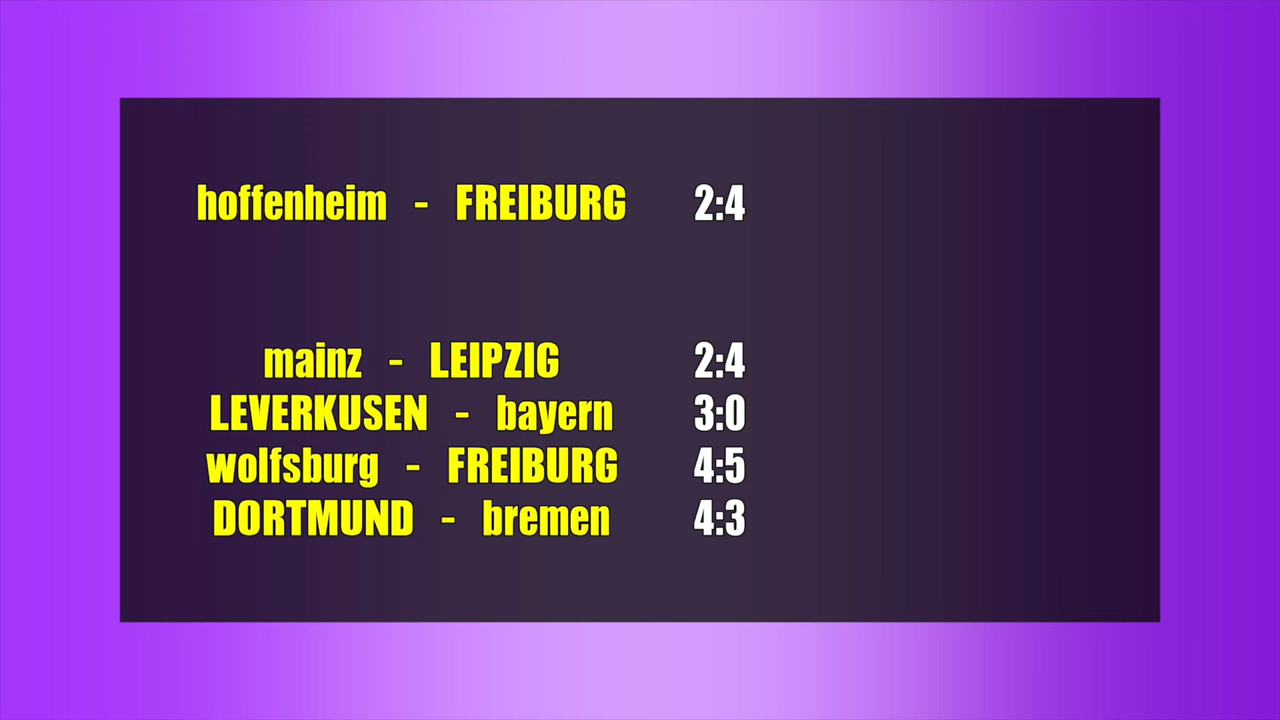 hoffenheim - FREIBURG 2:4
mainz - LEIPZIG 2:4
LEVERKUSEN - bayern 3:0
wolfsburg - FREIBURG 4:5
DORTMUND - bremen 4:3